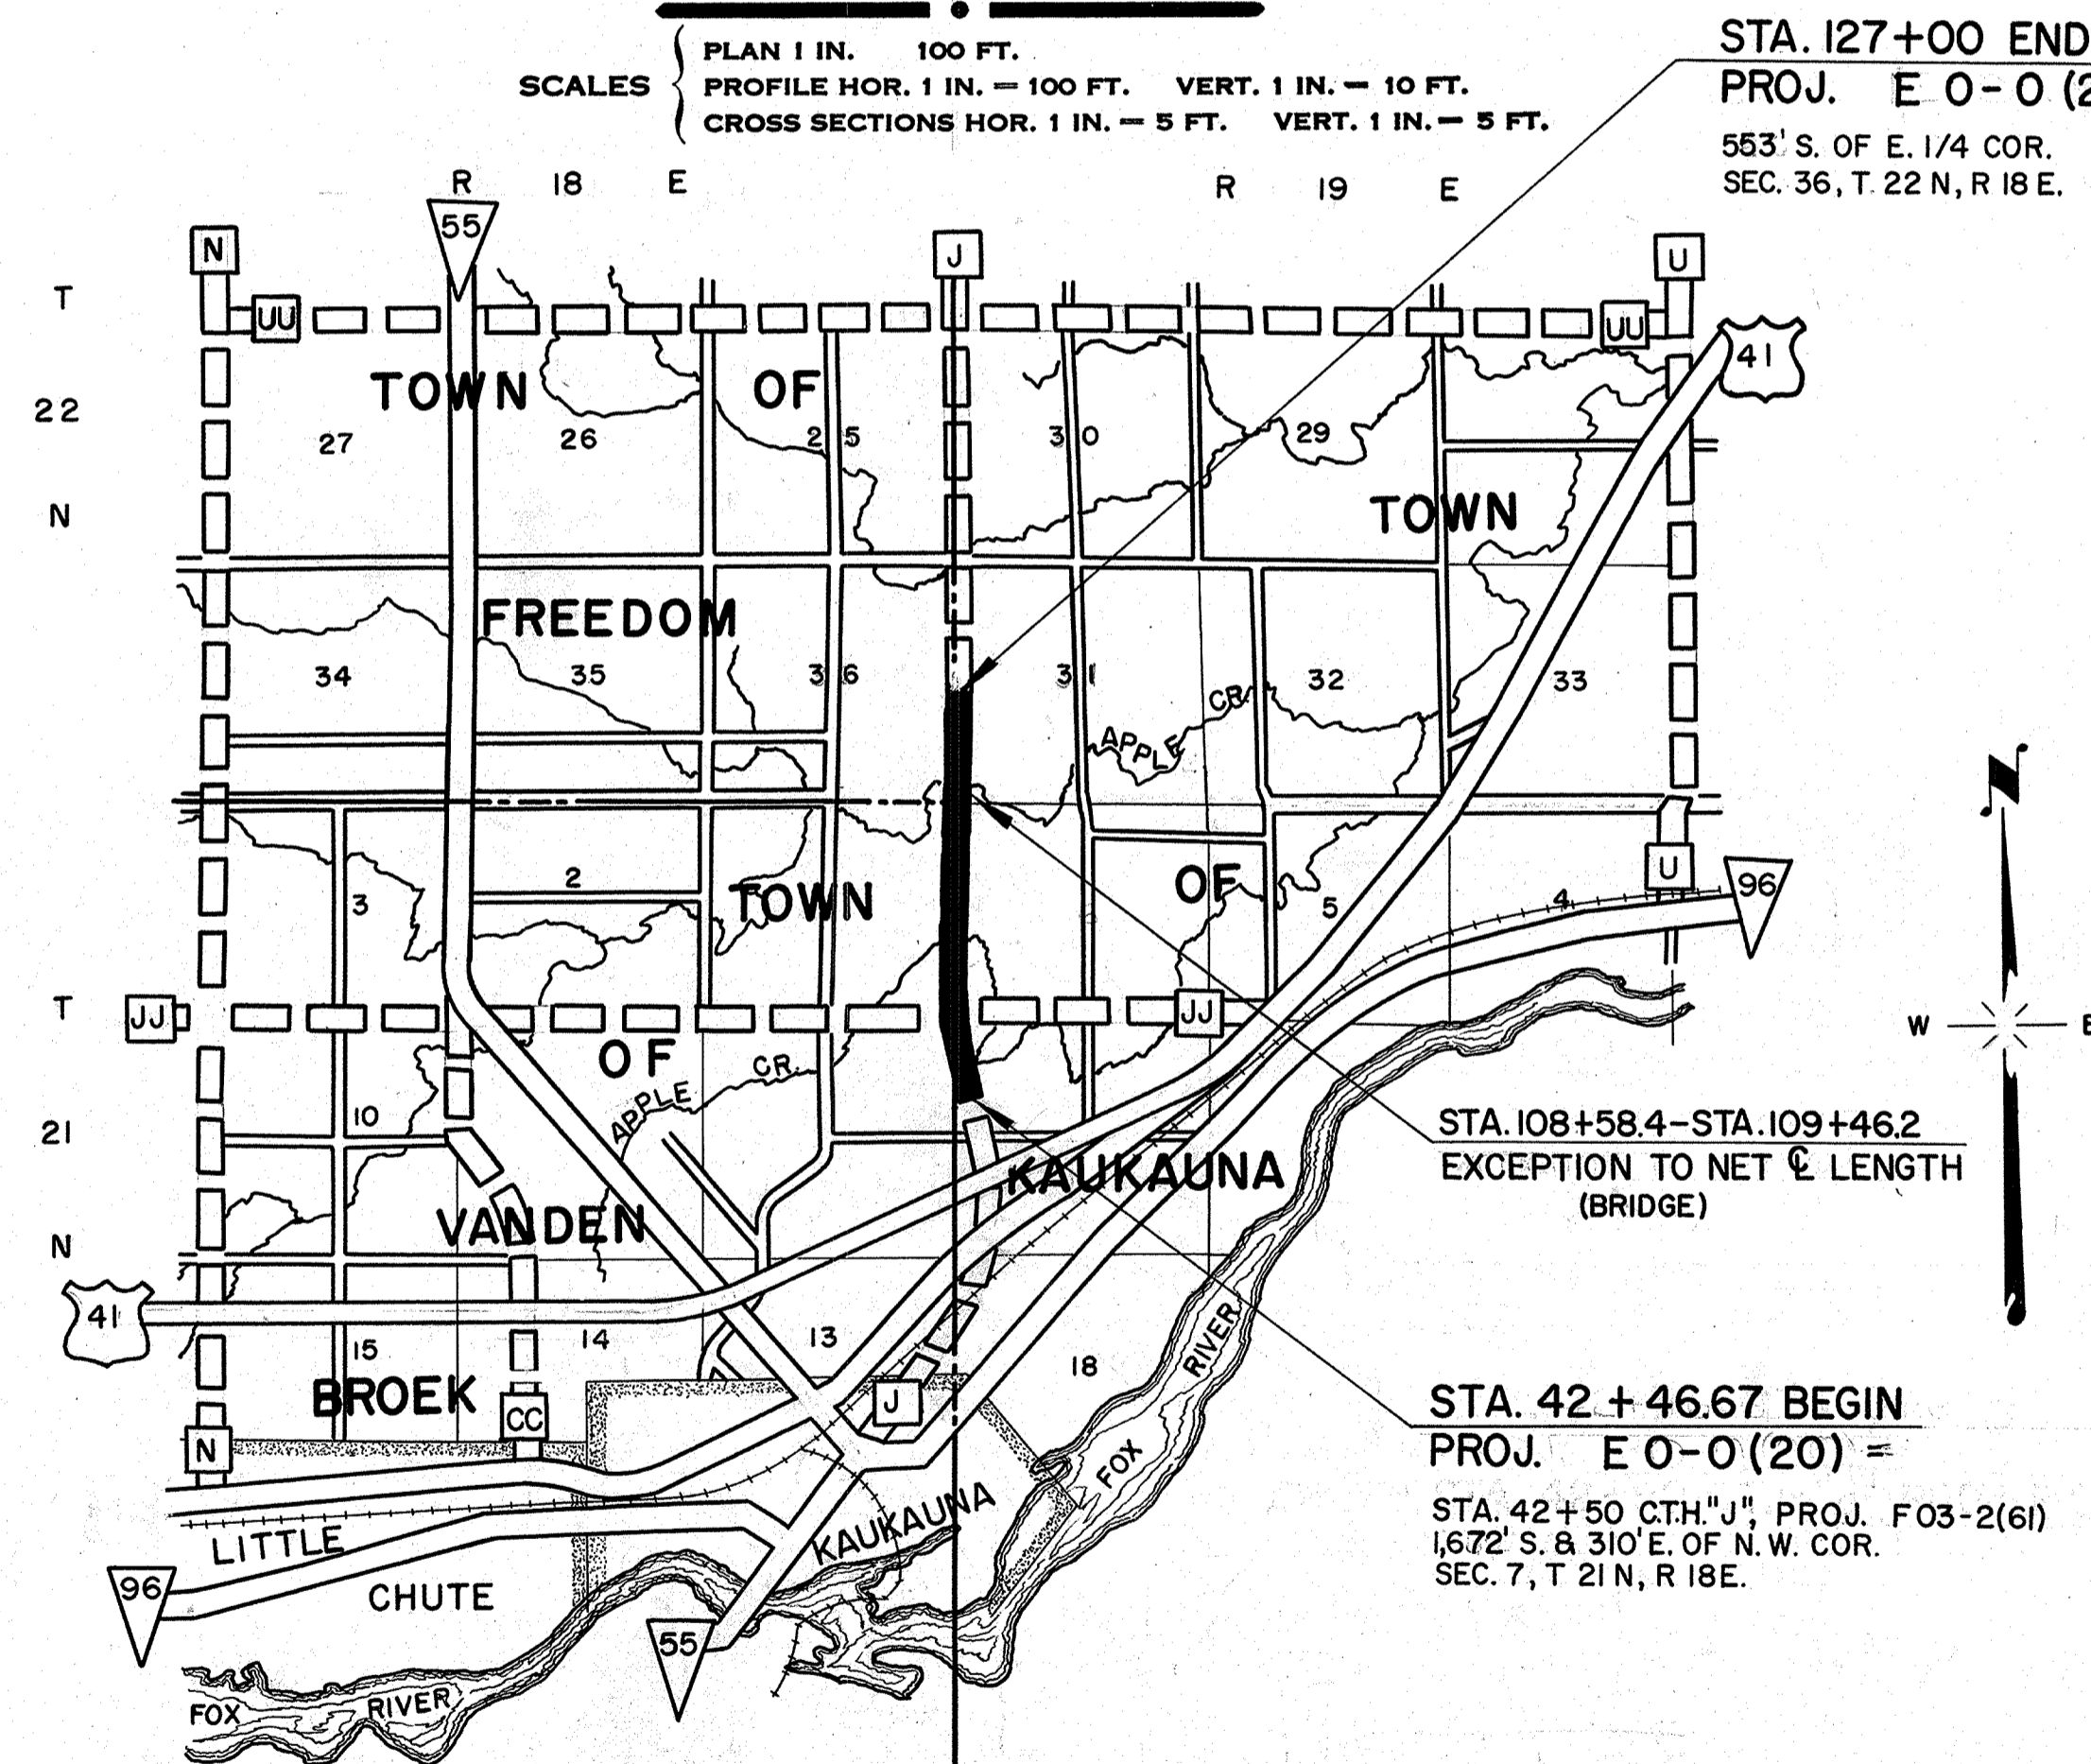 SCALES
PLAN 1 IN. 100 FT.
PROFILE HOR. 1 IN. = 100 FT. VERT. 1 IN. = 10 FT.
CROSS SECTIONS HOR. 1 IN. = 5 FT. VERT. 1 IN. = 5 FT.
STA. 127+00 END
PROJ. E 0-0 (2
553' S. OF E. 1/4 COR.
SEC. 36, T. 22 N, R 18 E.
R 18 E
R 19 E
55
N
J
U
T
UU
UU
41
TOWN OF
22
27
26
25
30
29
N
TOWN
FREEDOM
34
35
36
31
32
33
APPLE CR.
2
3
TOWN
OF
5
4
U
96
T
JJ
JJ
W
E
N
OF
APPLE CR.
10
21
STA. 108+58.4-STA. 109+46.2
EXCEPTION TO NET ℄ LENGTH
(BRIDGE)
KAUKAUNA
VANDEN
N
41
15
14
13
18
RIVER
FOX
BROEK
CC
J
N
STA. 42 + 46.67 BEGIN
PROJ. E 0-0 (20) =
STA. 42+50 C.T.H. "J", PROJ. F 03-2(61)
1,672' S. & 310' E. OF N. W. COR.
SEC. 7, T 21 N, R 18 E.
LITTLE
CHUTE
KAUKAUNA
96
55
FOX RIVER